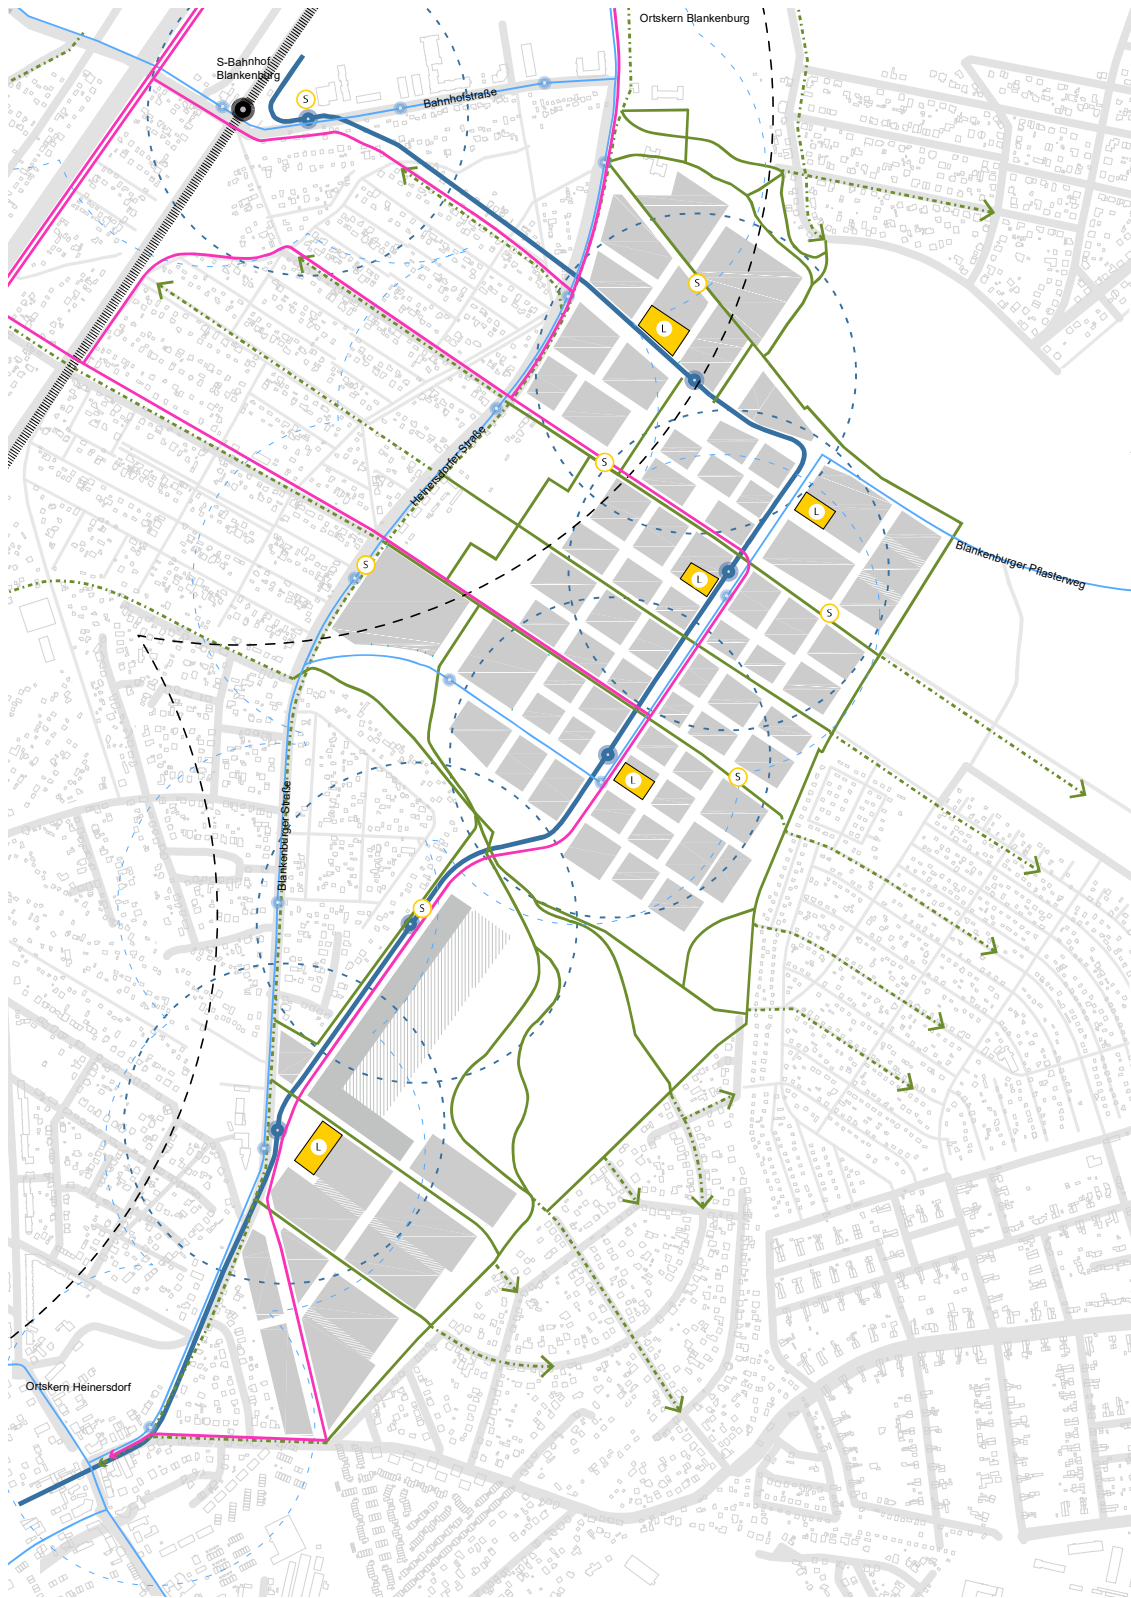 Ortskern Blankenburg
S-Bahnhof
Blankenburg
S
Bahnhofstraße
S
L
Heinersdorfer Straße
S
L
Blankenburger Pflasterweg
S
L
S
S
L
Blankenburger Straße
S
L
Ortskern Heinersdorf